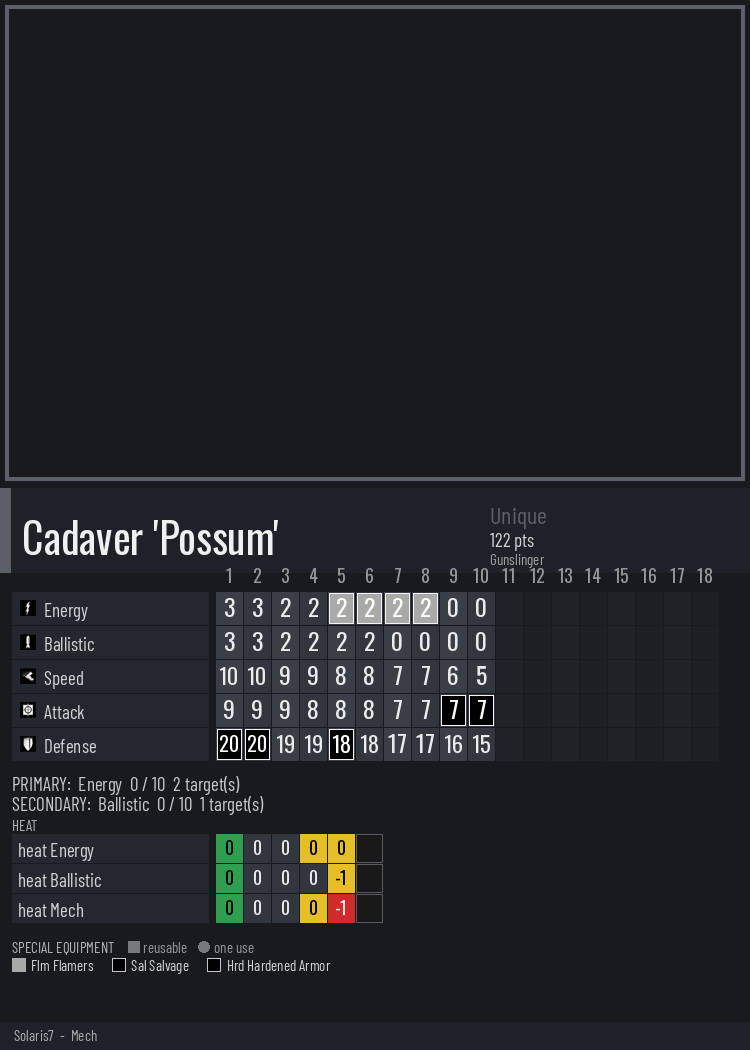 Cadaver 'Possum'
Unique
122 pts
Gunslinger
1 2 3 4 5 6 7 8 9 10 11 12 13 14 15 16 17 18
Energy 3 3 2 2 2 2 2 2 0 0
Ballistic 3 3 2 2 2 2 0 0 0 0
Speed 10 10 9 9 8 8 7 7 6 5
Attack 9 9 9 8 8 8 7 7 7 7
Defense 20 20 19 19 18 18 17 17 16 15
PRIMARY: Energy 0 / 10 2 target(s)
SECONDARY: Ballistic 0 / 10 1 target(s)
HEAT
heat Energy 0 0 0 0 0
heat Ballistic 0 0 0 0 -1
heat Mech 0 0 0 0 -1
SPECIAL EQUIPMENT reusable one use
Flm Flamers Sal Salvage Hrd Hardened Armor
Solaris7 - Mech